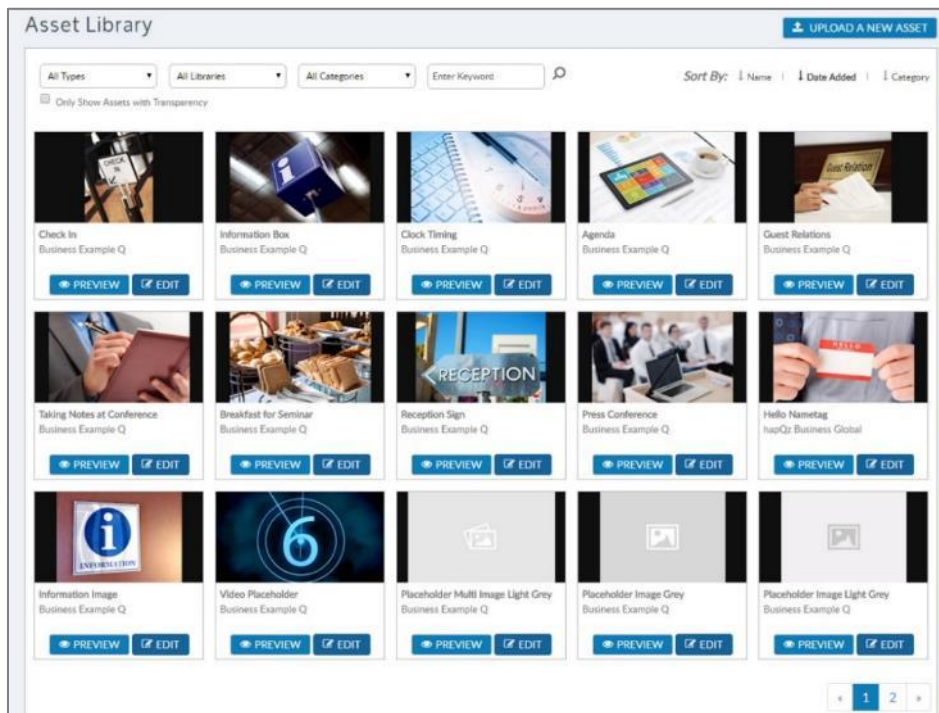 Asset Library
UPLOAD A NEW ASSET
All Types
All Libraries
All Categories
Enter Keyword
Sort By: Name | Date Added | Category
Only Show Assets with Transparency
CHECK IN
i
Guest Relation
Check In
Information Box
Clock Timing
Agenda
Guest Relations
Business Example Q
Business Example Q
Business Example Q
Business Example Q
Business Example Q
PREVIEW EDIT
PREVIEW EDIT
PREVIEW EDIT
PREVIEW EDIT
PREVIEW EDIT
RECEPTION
HELLO
Taking Notes at Conference
Breakfast for Seminar
Reception Sign
Press Conference
Hello Nametag
Business Example Q
Business Example Q
Business Example Q
Business Example Q
hapQz Business Global
PREVIEW EDIT
PREVIEW EDIT
PREVIEW EDIT
PREVIEW EDIT
PREVIEW EDIT
i
INFORMATION
6
Information Image
Video Placeholder
Placeholder Multi Image Light Grey
Placeholder Image Grey
Placeholder Image Light Grey
Business Example Q
Business Example Q
Business Example Q
Business Example Q
Business Example Q
PREVIEW EDIT
PREVIEW EDIT
PREVIEW EDIT
PREVIEW EDIT
PREVIEW EDIT
« 1 2 »